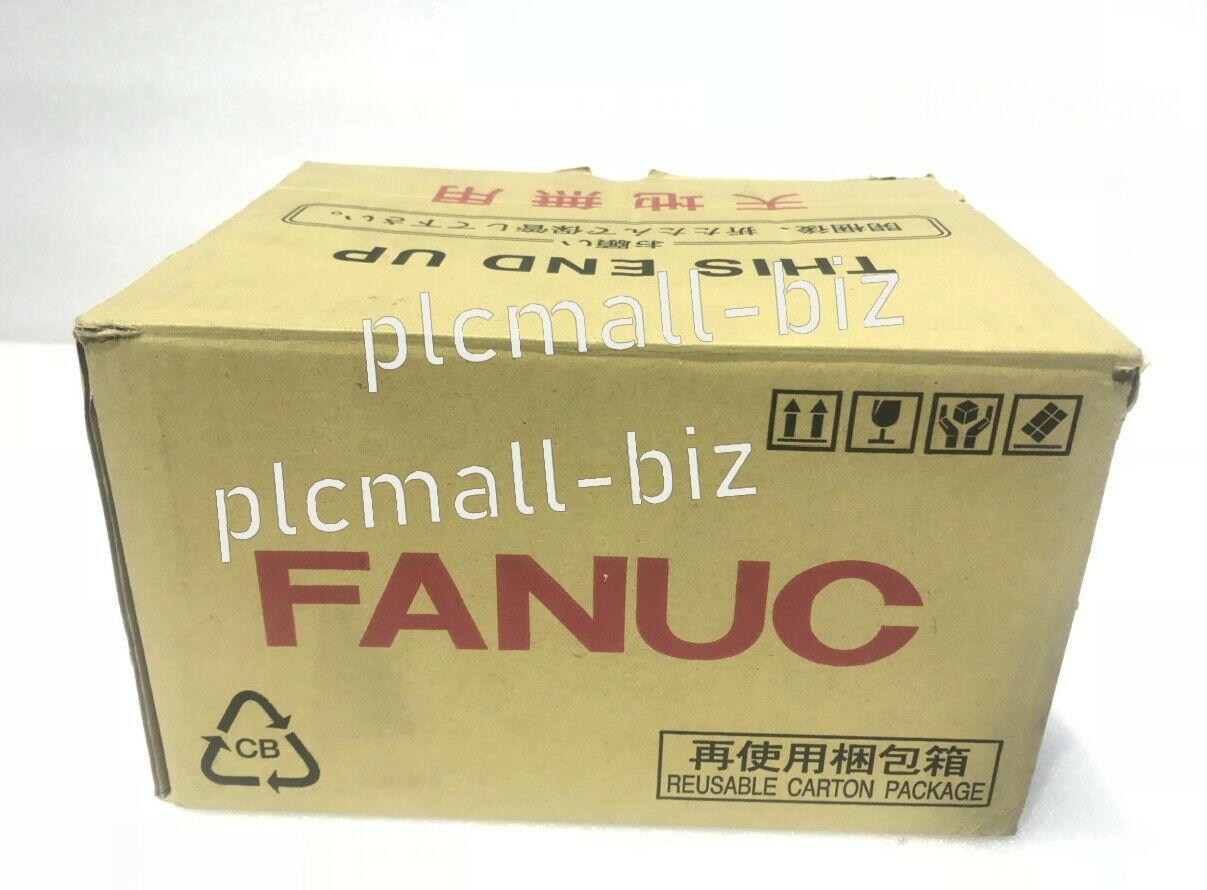 天地無用
開梱後、折たたんで保管して下さい。
お願い
THIS END UP
plcmall-biz
plcmall-biz
FANUC
CB
再使用梱包箱
REUSABLE CARTON PACKAGE